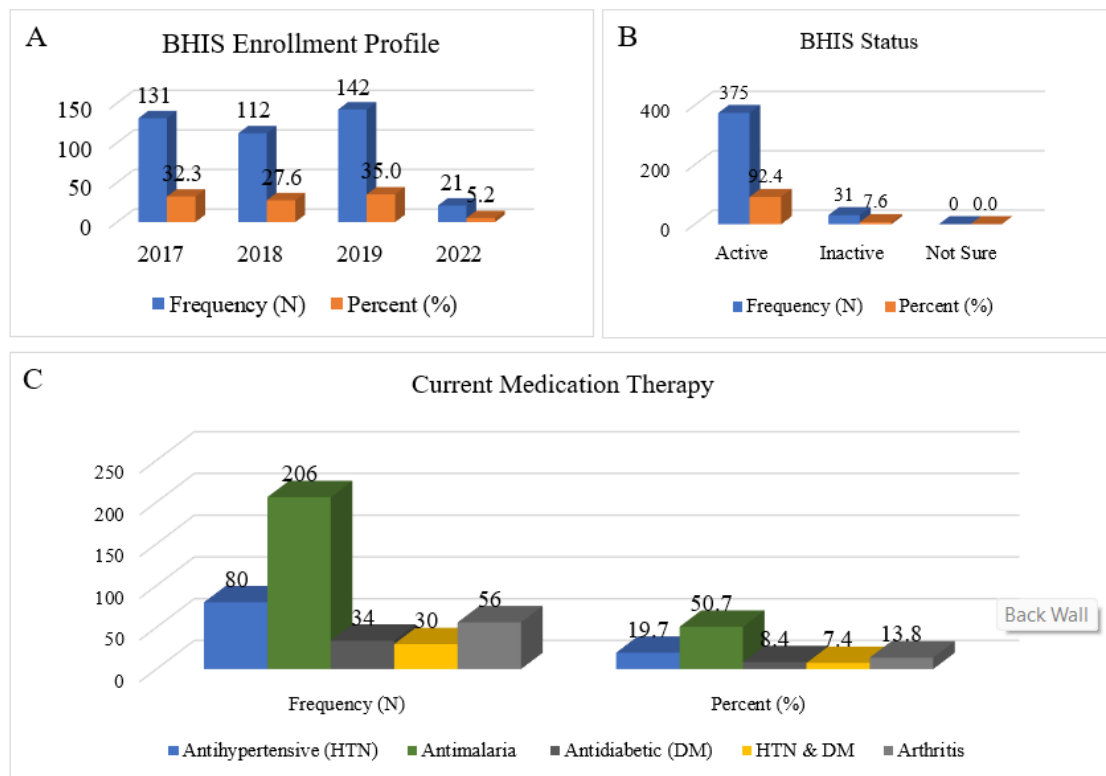 A
BHIS Enrollment Profile
150
100
50
0
131
32.3
112
27.6
142
35.0
21
5.2
2017 2018 2019 2022
Frequency (N) Percent (%)
B
BHIS Status
400
200
0
375
92.4
31
7.6
0
0.0
Active Inactive Not Sure
Frequency (N) Percent (%)
C
Current Medication Therapy
250
200
150
100
50
0
80
206
34
30
56
19.7
50.7
8.4
7.4
13.8
Back Wall
Frequency (N) Percent (%)
Antihypertensive (HTN) Antimalaria Antidiabetic (DM) HTN & DM Arthritis